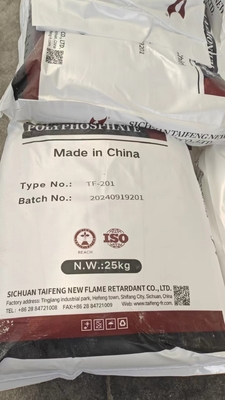 SICHUAN TAIFENG NEW
POLYPHOSPHATE
Made in China
Type No.: TF-201
Batch No.: 20240919201
REACH
ISO
N.W.:25kg
SICHUAN TAIFENG NEW FLAME RETARDANT CO., LTD.
Factory address: Tingjiang industrial park, Hefeng town, Shifang City, Sichuan, China
TEL: +86 28 84721008 FAX:+86 28 84721009 Web:www.taifeng-fr.com